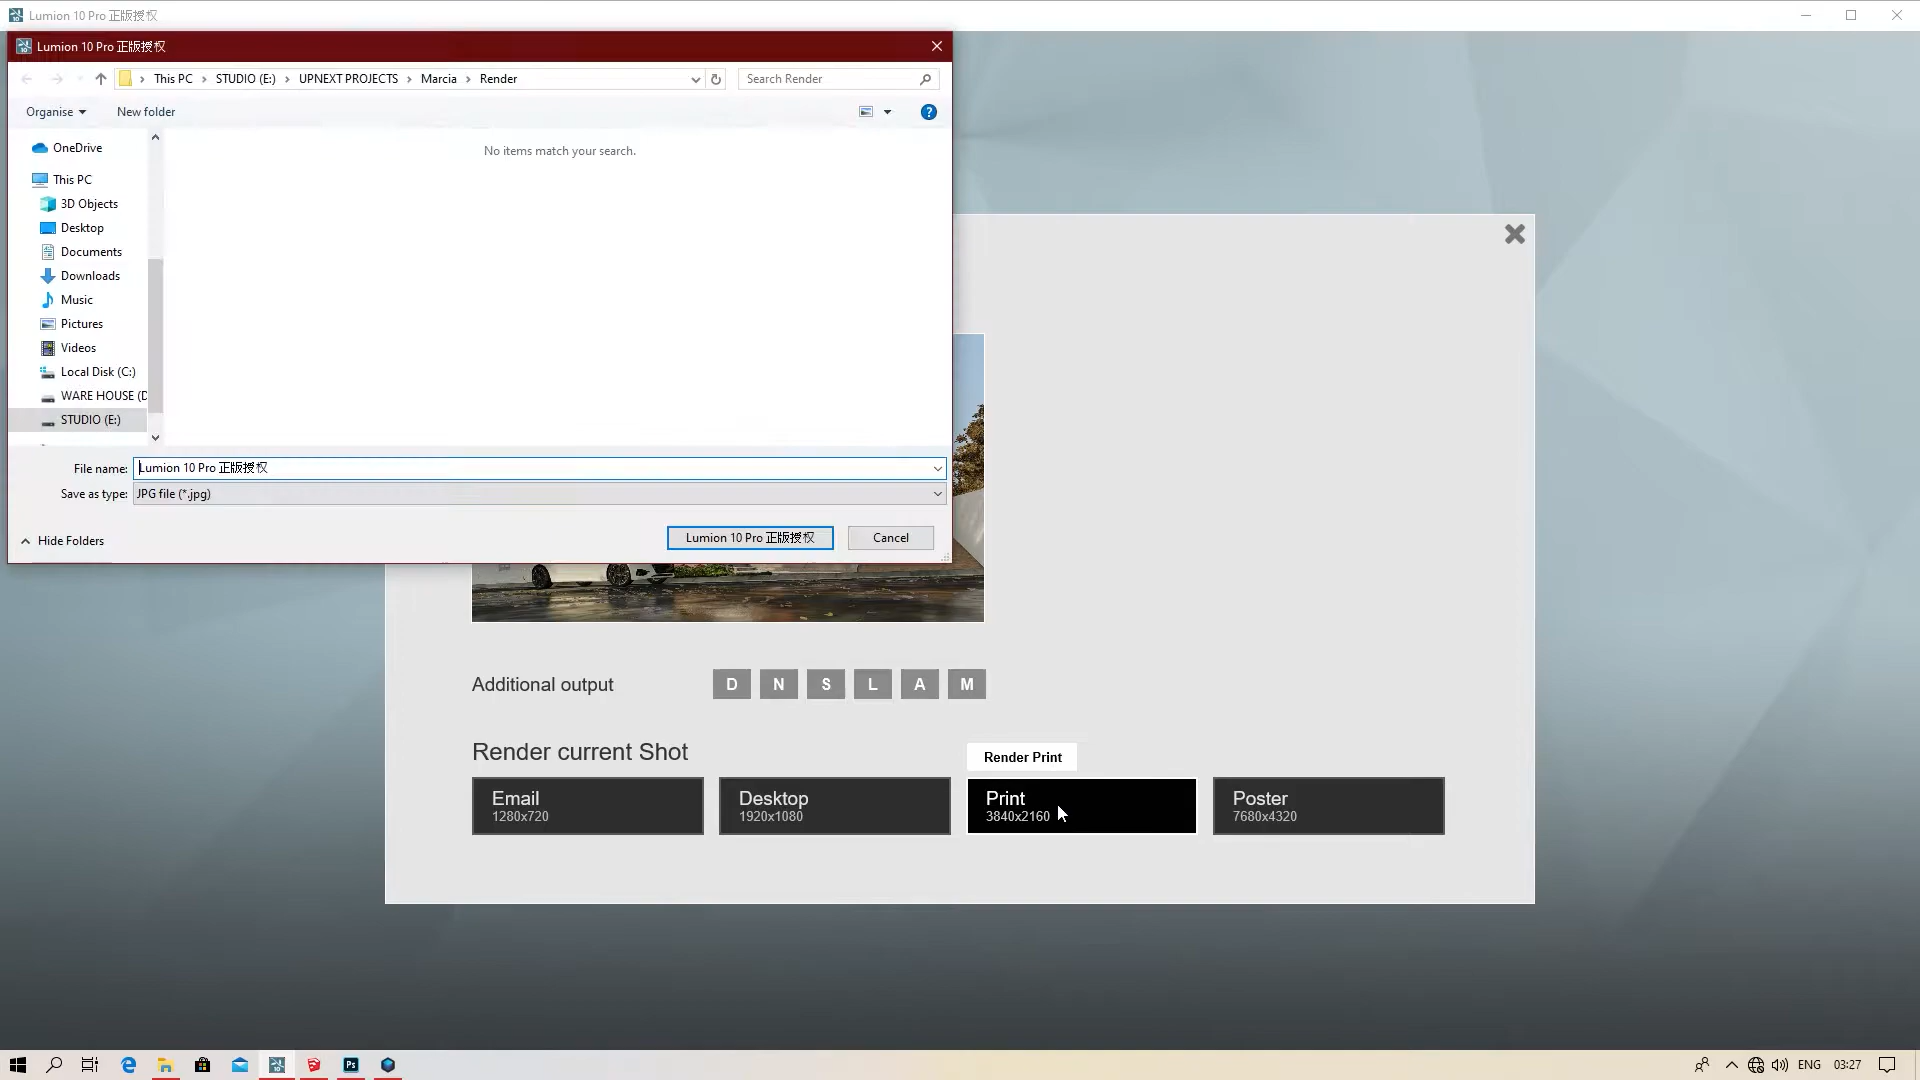 Lumion 10 Pro 正版授权
Lumion 10 Pro 正版授权
This PC
STUDIO (E:)
UPNEXT PROJECTS
Marcia
Render
Search Render
Organise
New folder
?
No items match your search.
OneDrive
This PC
3D Objects
Desktop
Documents
Downloads
Music
Pictures
Videos
Local Disk (C:)
WARE HOUSE (D
STUDIO (E:)
File name: Lumion 10 Pro 正版授权
Save as type: JPG file (*.jpg)
Hide Folders
Lumion 10 Pro 正版授权
Cancel
Additional output
D N S L A M
Render current Shot
Render Print
Email
1280x720
Desktop
1920x1080
Print
3840x2160
Poster
7680x4320
Ps
ENG
03:27